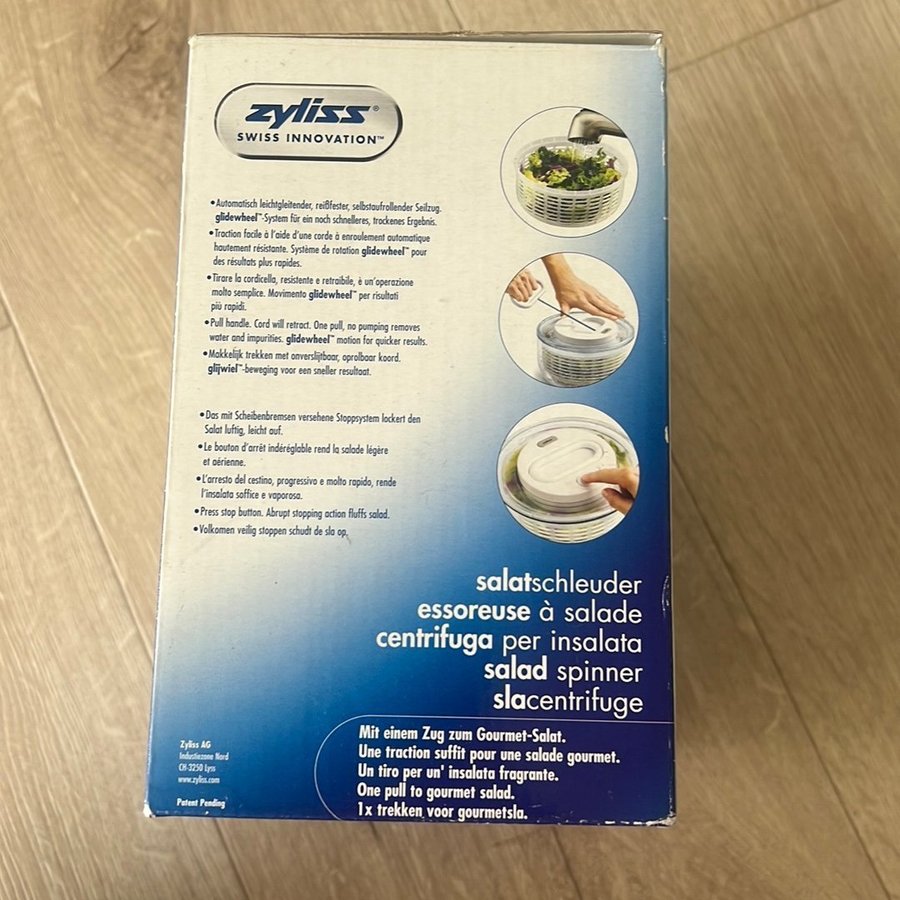 zyliss®
SWISS INNOVATION™
•Automatisch leichtgleitender, reißfester, selbstaufrollender Seilzug.
glidewheel™-System für ein noch schnelleres, trockenes Ergebnis.
•Traction facile à l'aide d'une corde à enroulement automatique
hautement résistante. Système de rotation glidewheel™ pour
des résultats plus rapides.
•Tirare la cordicella, resistente e retraibile, è un'operazione
molto semplice. Movimento glidewheel™ per risultati
più rapidi.
•Pull handle. Cord will retract. One pull, no pumping removes
water and impurities. glidewheel™ motion for quicker results.
•Makkelijk trekken met onverslijtbaar, oprolbaar koord.
glijwiel™-beweging voor een sneller resultaat.
•Das mit Scheibenbremsen versehene Stoppsystem lockert den
Salat luftig, leicht auf.
•Le bouton d'arrêt indéréglable rend la salade légère
et aérienne.
•L'arresto del cestino, progressivo e molto rapido, rende
l'insalata soffice e vaporosa.
•Press stop button. Abrupt stopping action fluffs salad.
•Volkomen veilig stoppen schudt de sla op.
salatschleuder
essoreuse à salade
centrifuga per insalata
salad spinner
slacentrifuge
Mit einem Zug zum Gourmet-Salat.
Une traction suffit pour une salade gourmet.
Un tiro per un' insalata fragrante.
One pull to gourmet salad.
1x trekken voor gourmetsla.
Zyliss AG
Industiezone Nord
CH-3250 Lyss
www.zyliss.com
Patent Pending